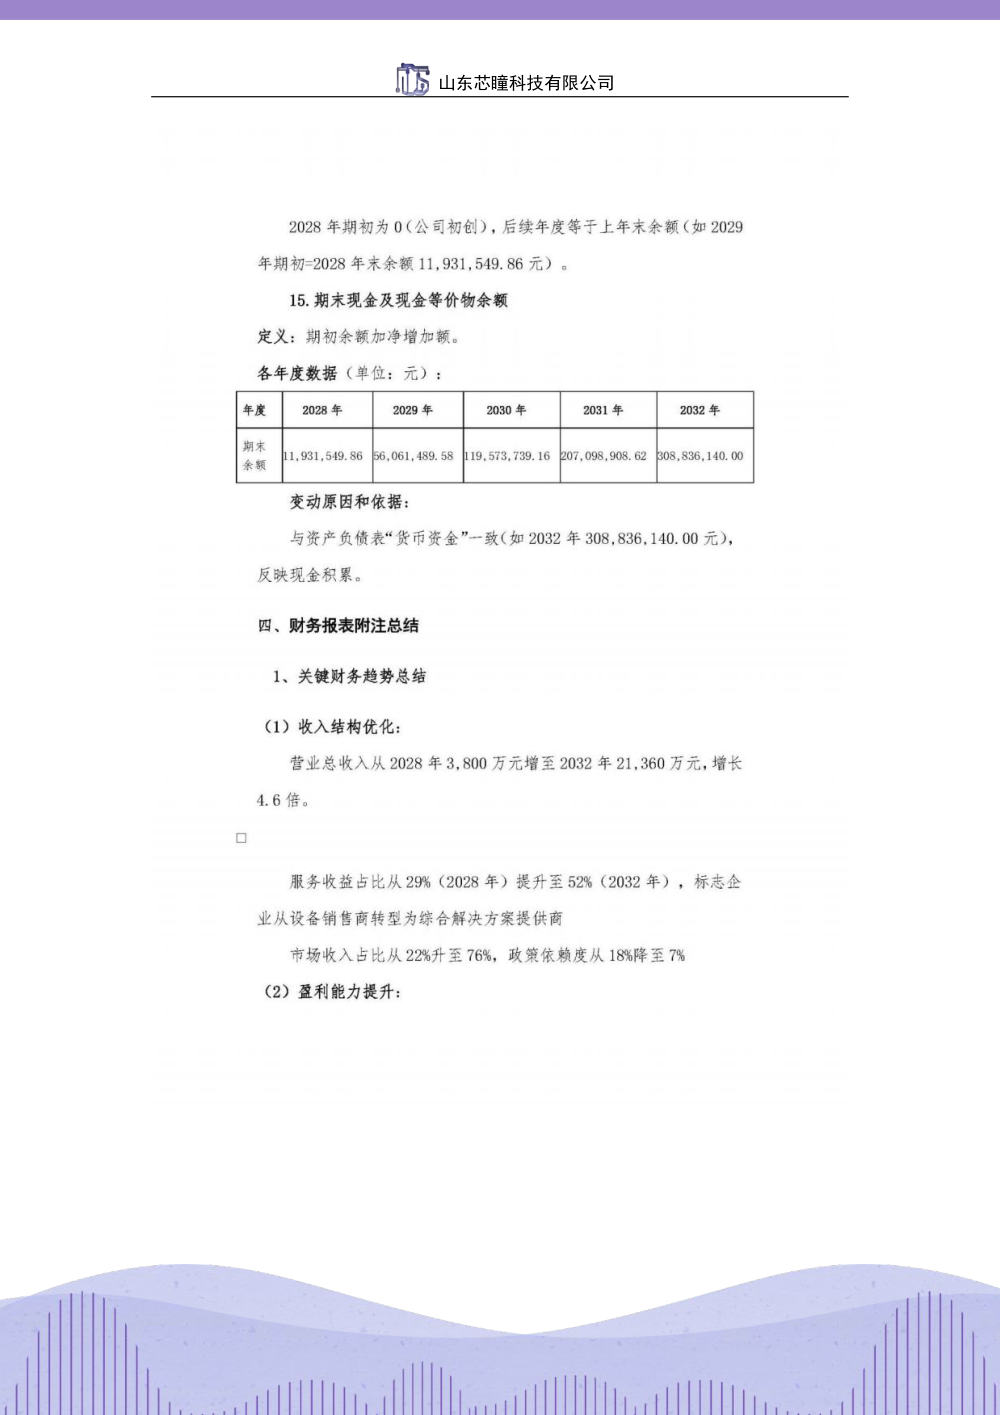 山东芯瞳科技有限公司
2028 年期初为 0（公司初创），后续年度等于上年末余额（如 2029
年期初=2028 年末余额 11,931,549.86 元）。
15.期末现金及现金等价物余额
定义：期初余额加净增加额。
各年度数据（单位：元）：
年度 2028 年 2029 年 2030 年 2031 年 2032 年
期末
余额 11,931,549.86 56,061,489.58 119,573,739.16 207,098,908.62 308,836,140.00
变动原因和依据：
与资产负债表“货币资金”一致（如 2032 年 308,836,140.00 元），
反映现金积累。
四、财务报表附注总结
1、关键财务趋势总结
（1）收入结构优化：
营业总收入从 2028 年 3,800 万元增至 2032 年 21,360 万元，增长
4.6 倍。
□
服务收益占比从 29%（2028 年）提升至 52%（2032 年），标志企
业从设备销售商转型为综合解决方案提供商
市场收入占比从 22%升至 76%，政策依赖度从 18%降至 7%
（2）盈利能力提升：